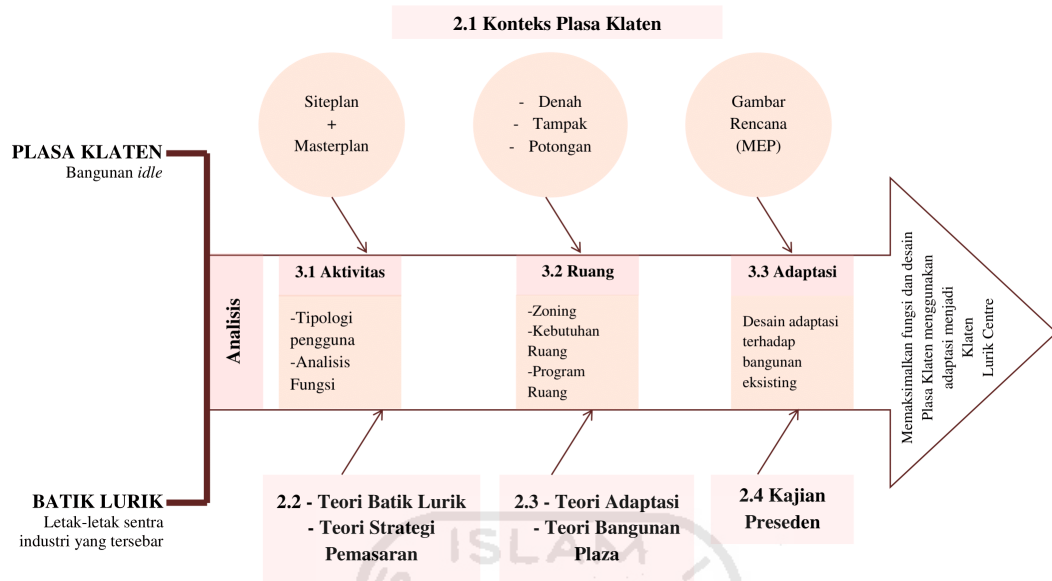 2.1 Konteks Plasa Klaten
Siteplan
+
Masterplan
- Denah
- Tampak
- Potongan
Gambar
Rencana
(MEP)
PLASA KLATEN
Bangunan idle
Analisis
3.1 Aktivitas
-Tipologi
pengguna
-Analisis
Fungsi
3.2 Ruang
-Zoning
-Kebutuhan
Ruang
-Program
Ruang
3.3 Adaptasi
Desain adaptasi
terhadap
bangunan
eksisting
Memaksimalkan fungsi dan desain
Plasa Klaten menggunakan
adaptasi menjadi
Klaten
Lurik Centre
BATIK LURIK
Letak-letak sentra
industri yang tersebar
2.2 - Teori Batik Lurik
- Teori Strategi
Pemasaran
2.3 - Teori Adaptasi
- Teori Bangunan
Plaza
2.4 Kajian
Preseden
ISLAM